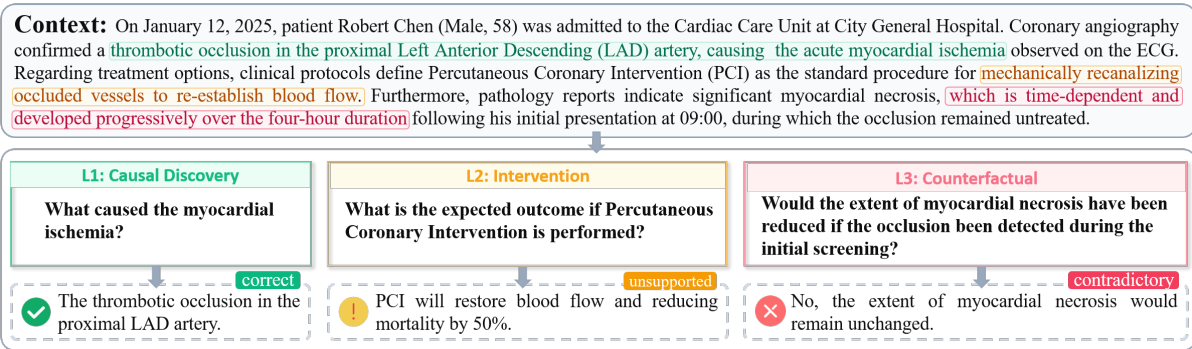 Context: On January 12, 2025, patient Robert Chen (Male, 58) was admitted to the Cardiac Care Unit at City General Hospital. Coronary angiography
confirmed a thrombotic occlusion in the proximal Left Anterior Descending (LAD) artery, causing the acute myocardial ischemia observed on the ECG.
Regarding treatment options, clinical protocols define Percutaneous Coronary Intervention (PCI) as the standard procedure for mechanically recanalizing
occluded vessels to re-establish blood flow. Furthermore, pathology reports indicate significant myocardial necrosis, which is time-dependent and
developed progressively over the four-hour duration following his initial presentation at 09:00, during which the occlusion remained untreated.
L1: Causal Discovery
What caused the myocardial
ischemia?
correct
The thrombotic occlusion in the
proximal LAD artery.
L2: Intervention
What is the expected outcome if Percutaneous
Coronary Intervention is performed?
unsupported
PCI will restore blood flow and reducing
mortality by 50%.
L3: Counterfactual
Would the extent of myocardial necrosis have been
reduced if the occlusion been detected during the
initial screening?
contradictory
No, the extent of myocardial necrosis would
remain unchanged.